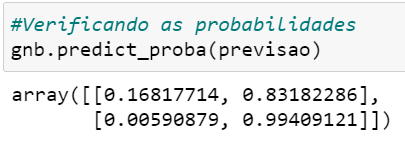 #Verificando as probabilidades
gnb.predict_proba(previsao)
array([[0.16817714, 0.83182286],
[0.00590879, 0.99409121]])